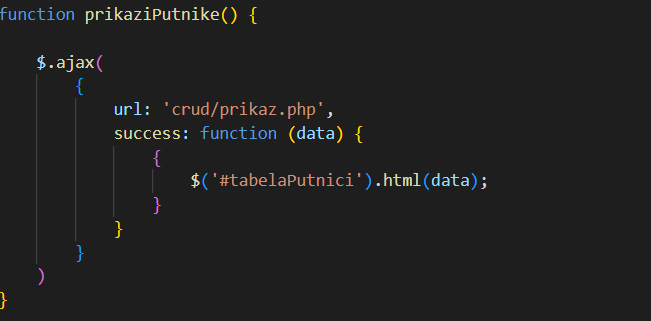 function prikaziPutnike() {
$.ajax(
{
url: 'crud/prikaz.php',
success: function (data) {
{
$('#tabelaPutnici').html(data);
}
}
}
)
}